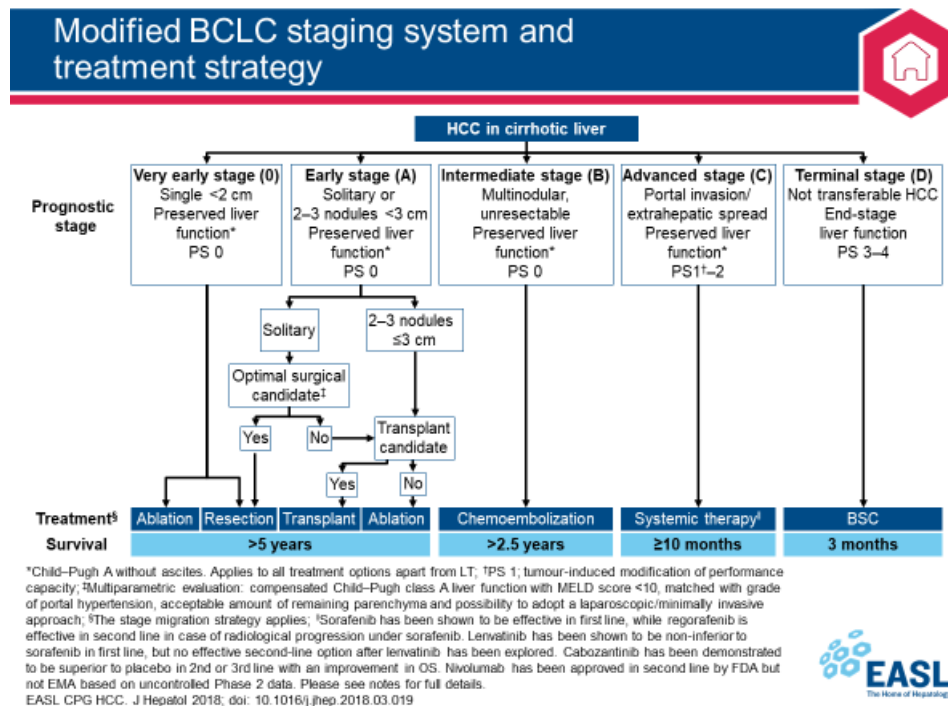 Modified BCLC staging system and
treatment strategy
HCC in cirrhotic liver
Prognostic
stage
Very early stage (0)
Single <2 cm
Preserved liver
function*
PS 0
Early stage (A)
Solitary or
2–3 nodules <3 cm
Preserved liver
function*
PS 0
Intermediate stage (B)
Multinodular,
unresectable
Preserved liver
function*
PS 0
Advanced stage (C)
Portal invasion/
extrahepatic spread
Preserved liver
function*
PS1†–2
Terminal stage (D)
Not transferable HCC
End-stage
liver function
PS 3–4
Solitary
2–3 nodules
≤3 cm
Optimal surgical
candidate‡
Yes
No
Transplant
candidate
Yes
No
Treatment§
Ablation
Resection
Transplant
Ablation
Chemoembolization
Systemic therapy‖
BSC
Survival
>5 years
>2.5 years
≥10 months
3 months
*Child–Pugh A without ascites. Applies to all treatment options apart from LT; †PS 1; tumour-induced modification of performance
capacity; ‡Multiparametric evaluation: compensated Child–Pugh class A liver function with MELD score <10, matched with grade
of portal hypertension, acceptable amount of remaining parenchyma and possibility to adopt a laparoscopic/minimally invasive
approach; §The stage migration strategy applies; ‖Sorafenib has been shown to be effective in first line, while regorafenib is
effective in second line in case of radiological progression under sorafenib. Lenvatinib has been shown to be non-inferior to
sorafenib in first line, but no effective second-line option after lenvatinib has been explored. Cabozantinib has been demonstrated
to be superior to placebo in 2nd or 3rd line with an improvement in OS. Nivolumab has been approved in second line by FDA but
not EMA based on uncontrolled Phase 2 data. Please see notes for full details.
EASL CPG HCC. J Hepatol 2018; doi: 10.1016/j.jhep.2018.03.019
EASL
The Home of Hepatology